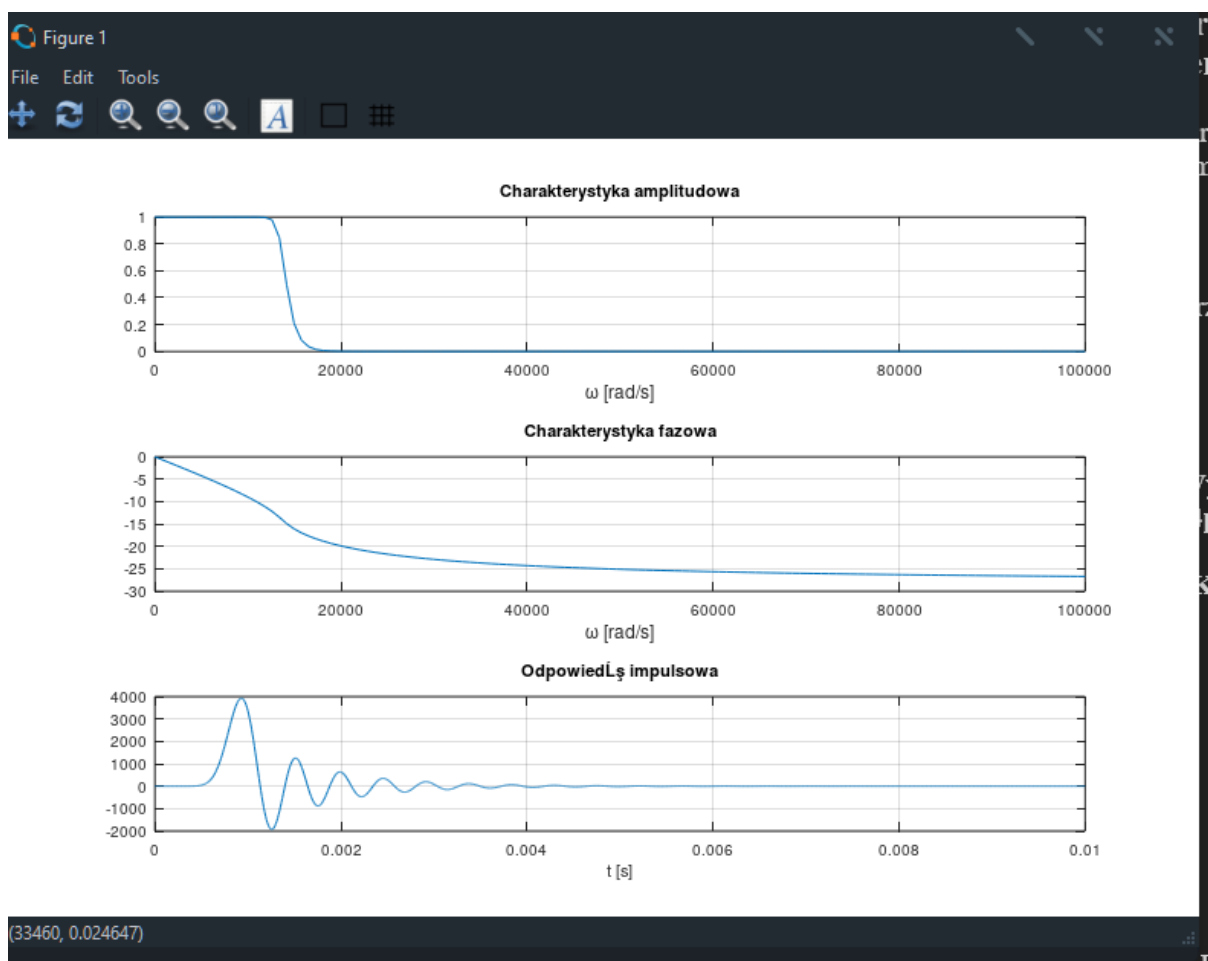 Figure 1
File Edit Tools
A
Charakterystyka amplitudowa
1
0.8
0.6
0.4
0.2
0
0 20000 40000 60000 80000 100000
ω [rad/s]
Charakterystyka fazowa
0
-5
-10
-15
-20
-25
-30
0 20000 40000 60000 80000 100000
ω [rad/s]
OdpowiedĹş impulsowa
4000
3000
2000
1000
0
-1000
-2000
0 0.002 0.004 0.006 0.008 0.01
t [s]
(33460, 0.024647)